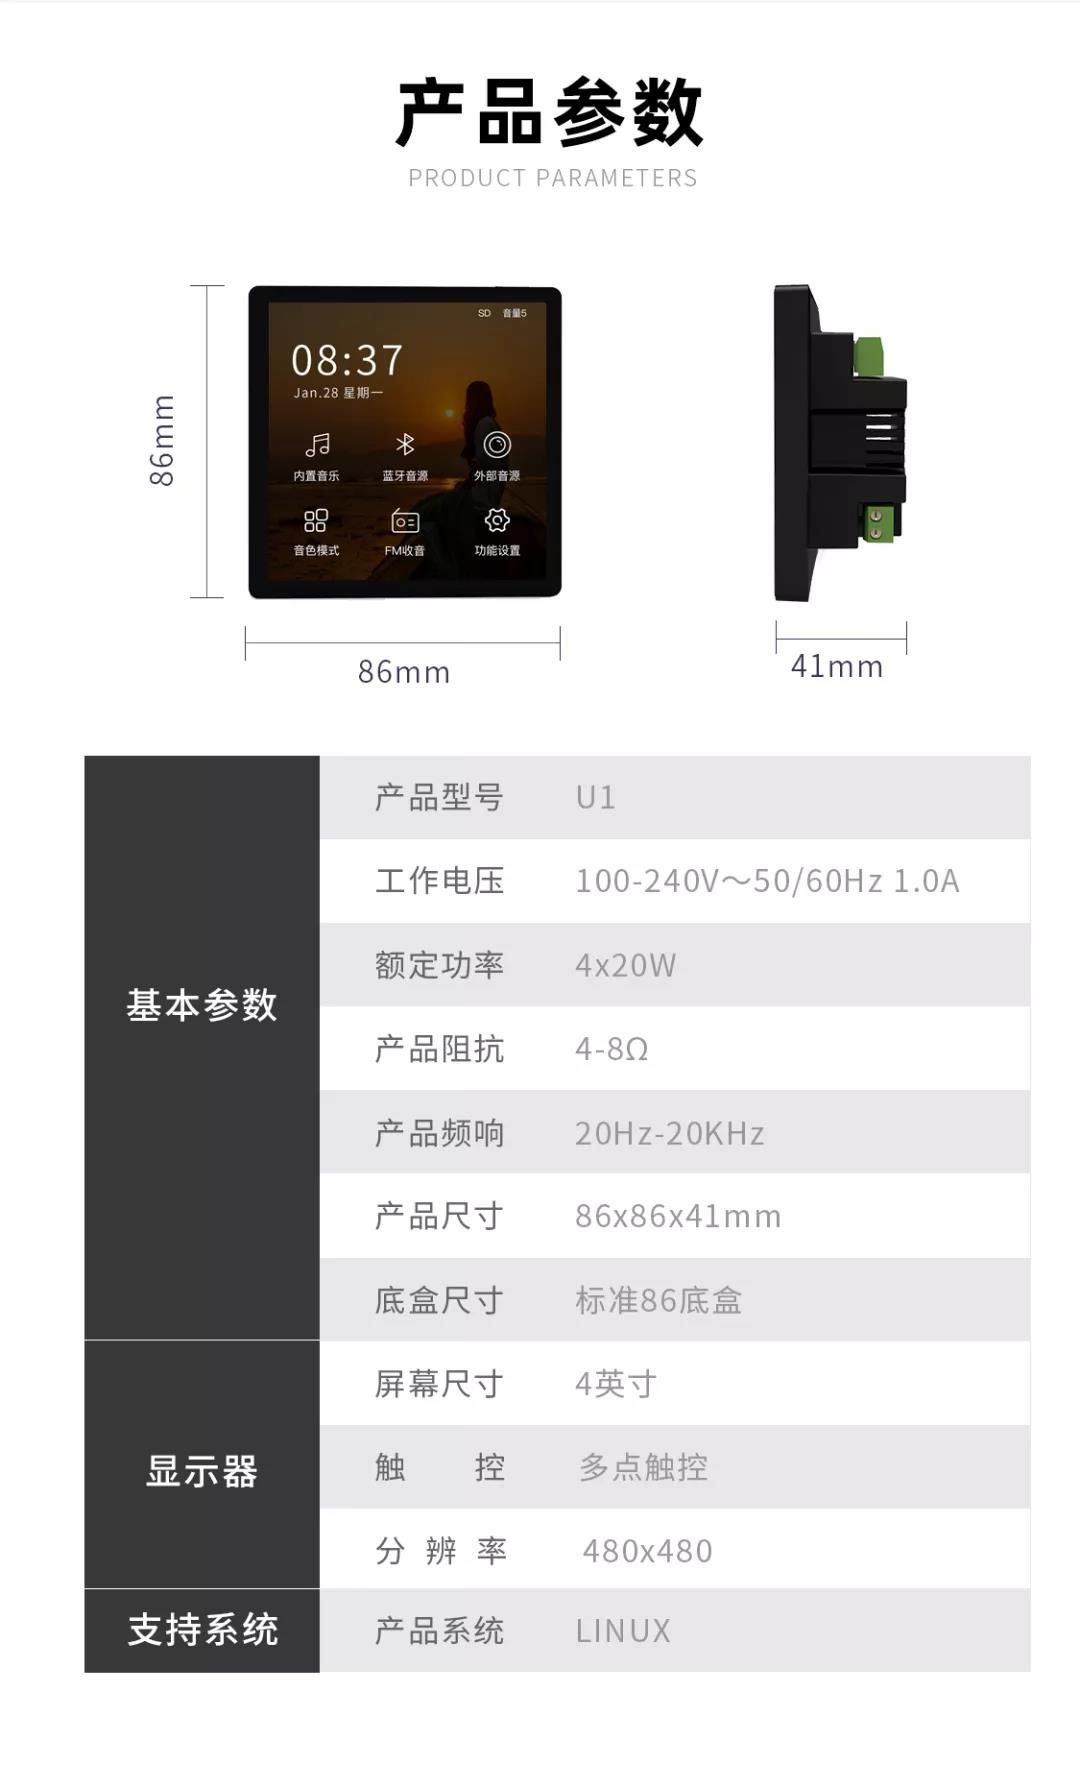 产品参数
PRODUCT PARAMETERS
SD 音量5
08:37
Jan.28 星期一
内置音乐 蓝牙音源 外部音源
音色模式 FM收音 功能设置
86mm
86mm
41mm
基本参数
产品型号 U1
工作电压 100-240V～50/60Hz 1.0A
额定功率 4x20W
产品阻抗 4-8Ω
产品频响 20Hz-20KHz
产品尺寸 86x86x41mm
底盒尺寸 标准86底盒
显示器
屏幕尺寸 4英寸
触 控 多点触控
分 辨 率 480x480
支持系统
产品系统 LINUX